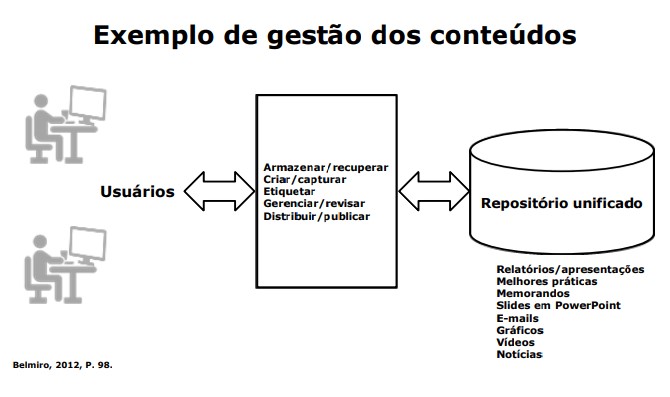 Exemplo de gestão dos conteúdos
Usuários
Armazenar/recuperar
Criar/capturar
Etiquetar
Gerenciar/revisar
Distribuir/publicar
Repositório unificado
Relatórios/apresentações
Melhores práticas
Memorandos
Slides em PowerPoint
E-mails
Gráficos
Vídeos
Notícias
Belmiro, 2012, P. 98.